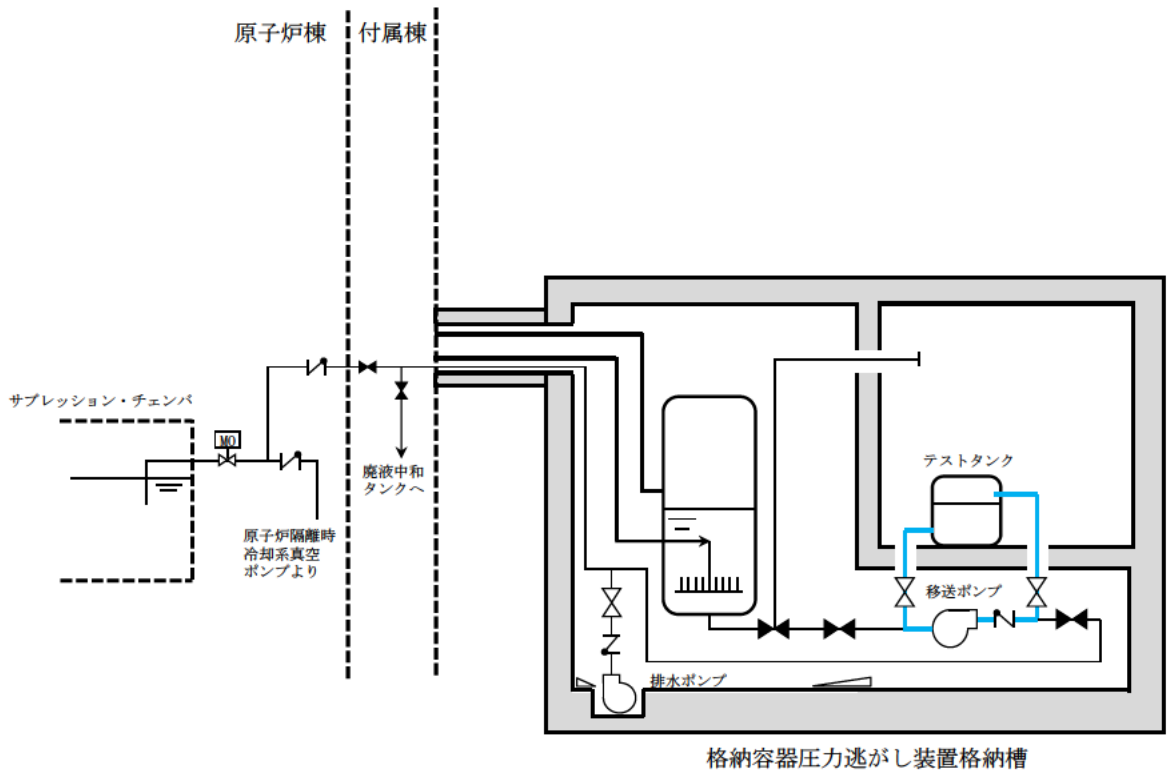 原子炉棟
付属棟
サプレッション・チェンバ
MO
廃液中和
タンクへ
原子炉隔離時
冷却系真空
ポンプより
テストタンク
移送ポンプ
排水ポンプ
格納容器圧力逃がし装置格納槽